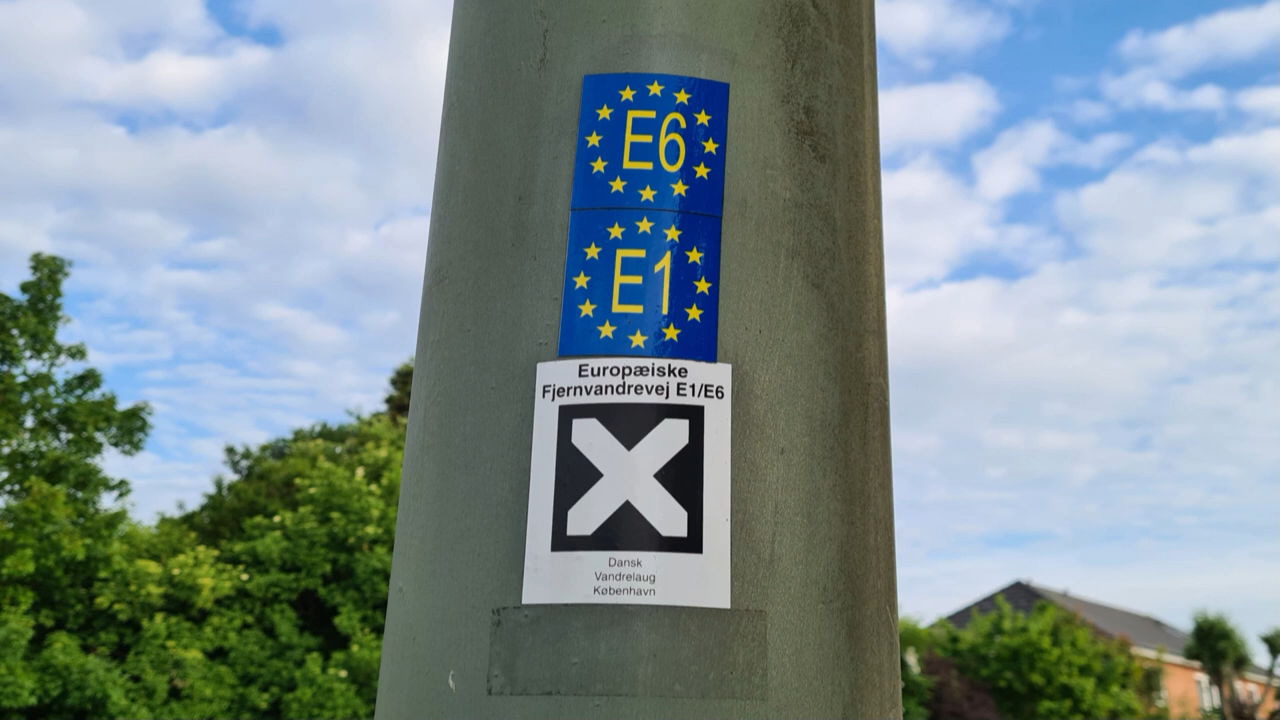 E6
E1
Europæiske
Fjernvandrevej E1/E6
Dansk
Vandrelaug
København